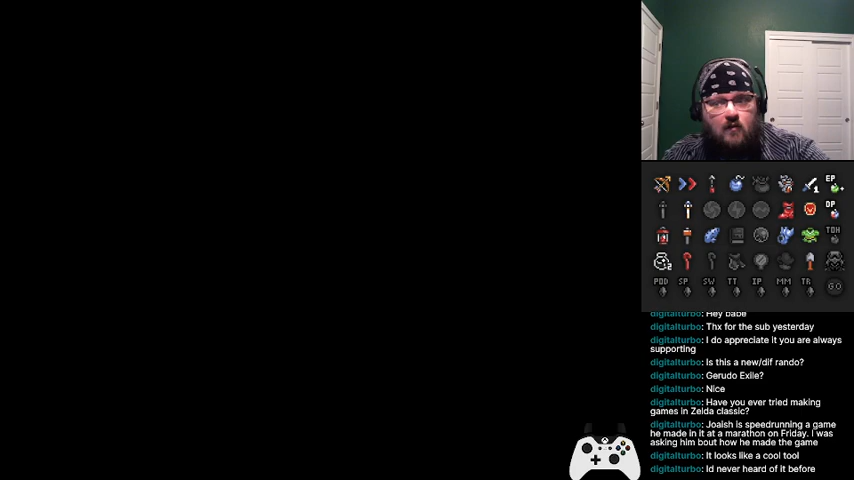 EP
1
DP
TOH
2
POD SP SW TT IP MM TR GO
digitalturbo: Hey babe
digitalturbo: Thx for the sub yesterday
digitalturbo: I do appreciate it you are always
supporting
digitalturbo: Is this a new/dif rando?
digitalturbo: Gerudo Exile?
digitalturbo: Nice
digitalturbo: Have you ever tried making
games in Zelda classic?
digitalturbo: Joaish is speedrunning a game
he made in it at a marathon on Friday. I was
asking him bout how he made the game
digitalturbo: It looks like a cool tool
digitalturbo: Id never heard of it before